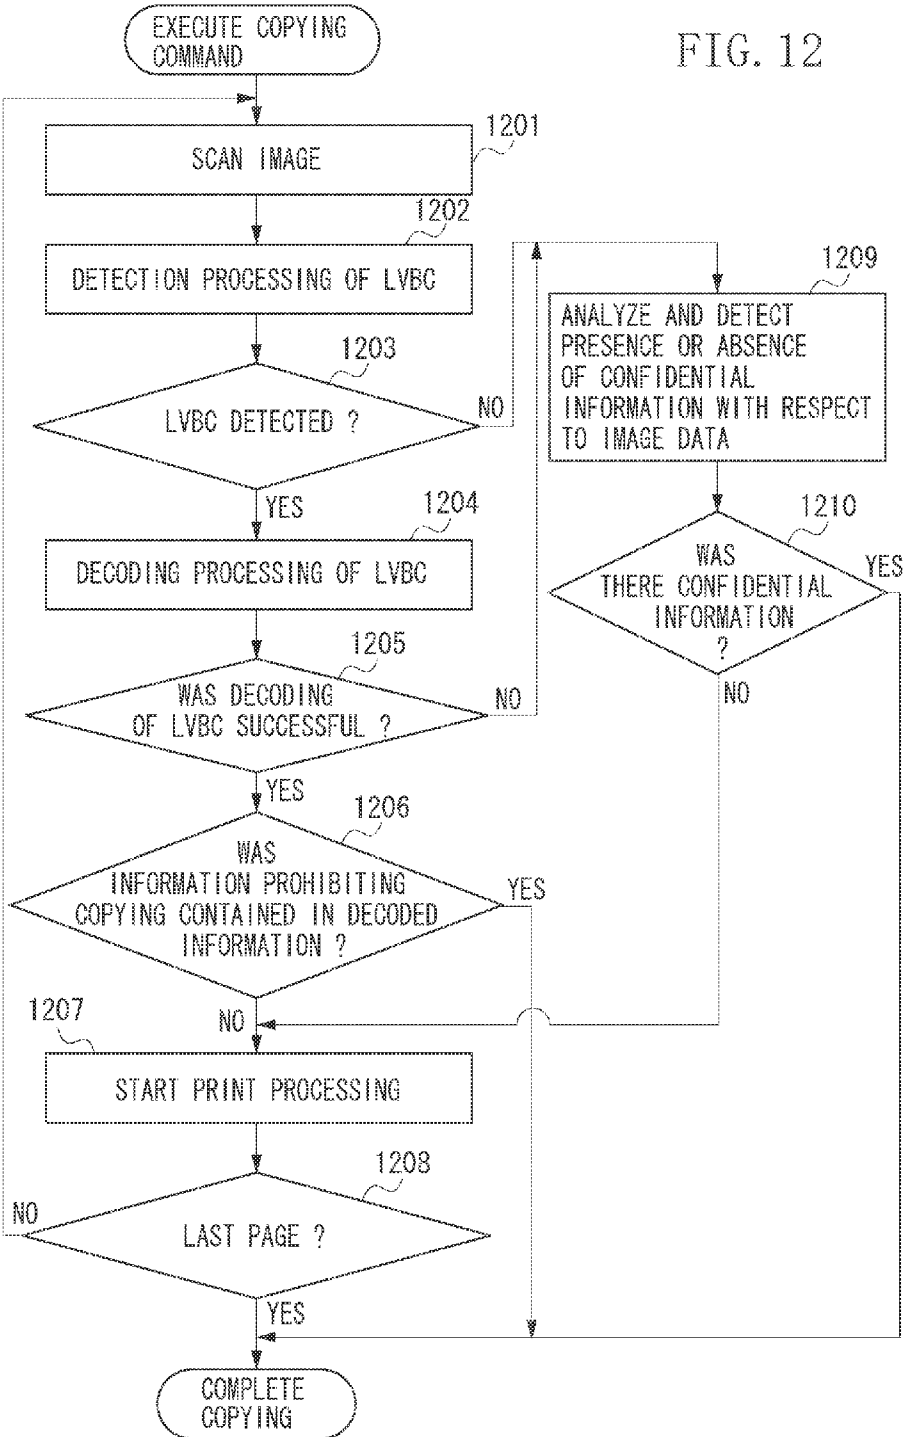 EXECUTE COPYING
COMMAND
FIG. 12
1201
SCAN IMAGE
1202
DETECTION PROCESSING OF LVBC
1203
LVBC DETECTED ?
NO
YES
1204
DECODING PROCESSING OF LVBC
1205
WAS DECODING
OF LVBC SUCCESSFUL ?
NO
YES
1206
WAS
INFORMATION PROHIBITING
COPYING CONTAINED IN DECODED
INFORMATION ?
YES
NO
1207
START PRINT PROCESSING
1208
LAST PAGE ?
NO
YES
COMPLETE
COPYING
1209
ANALYZE AND DETECT
PRESENCE OR ABSENCE
OF CONFIDENTIAL
INFORMATION WITH RESPECT
TO IMAGE DATA
1210
WAS
THERE CONFIDENTIAL
INFORMATION
?
YES
NO